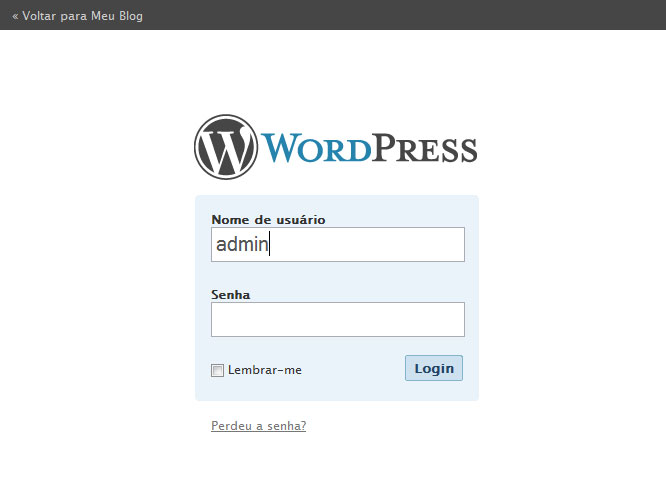 « Voltar para Meu Blog
WORDPRESS
Nome de usuário
admin
Senha
Lembrar-me
Login
Perdeu a senha?